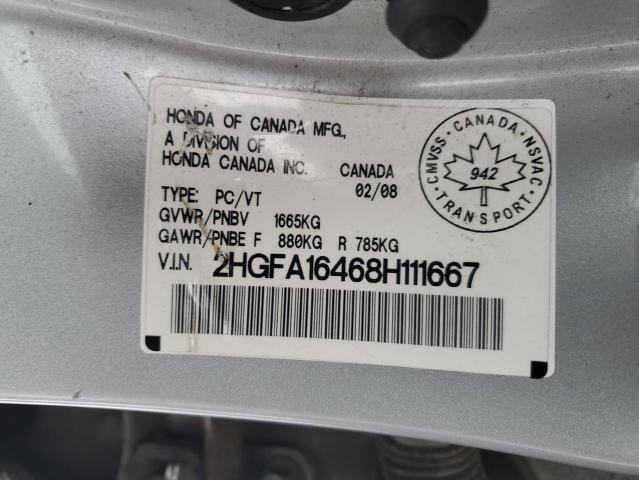 HONDA OF CANADA MFG.,
A DIVISION OF
HONDA CANADA INC. CANADA
TYPE: PC/VT 02/08
GVWR/PNBV 1665KG
GAWR/PNBE F 880KG R 785KG
V.I.N. 2HGFA16468H111667
CMVSS · CANADA · NSVAC
942
TRANSPORT